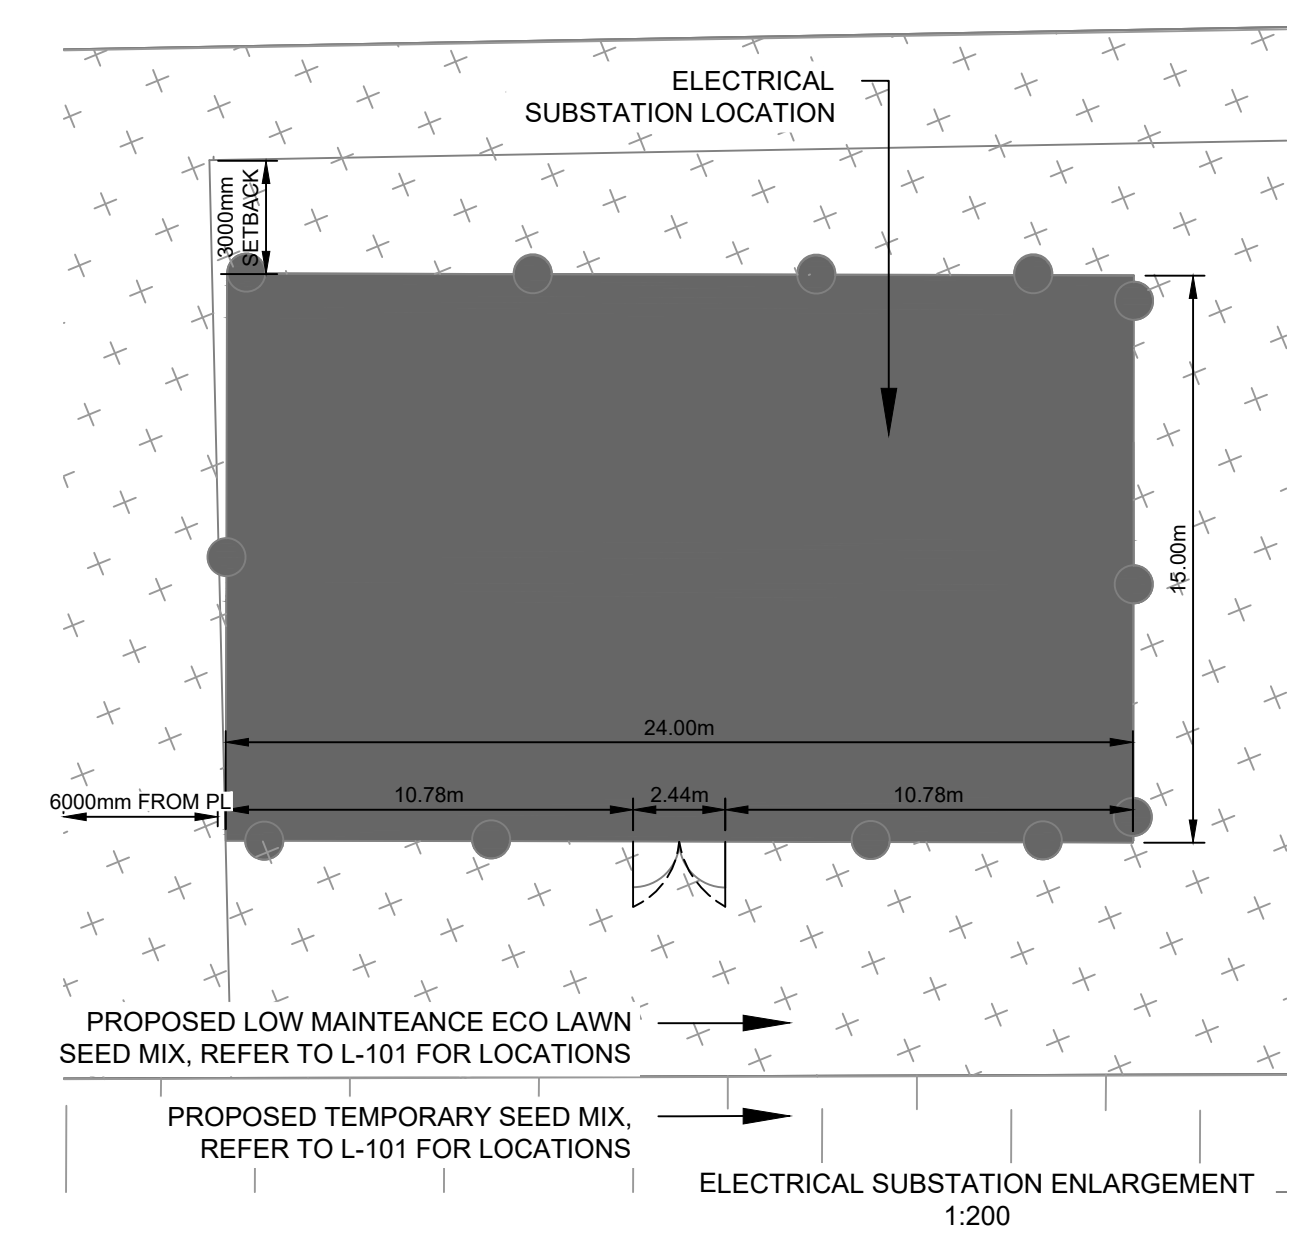 ELECTRICAL
SUBSTATION LOCATION
3000mm
SETBACK
15.00m
24.00m
6000mm FROM PL
10.78m
2.44m
10.78m
PROPOSED LOW MAINTEANCE ECO LAWN
SEED MIX, REFER TO L-101 FOR LOCATIONS
PROPOSED TEMPORARY SEED MIX,
REFER TO L-101 FOR LOCATIONS
ELECTRICAL SUBSTATION ENLARGEMENT
1:200